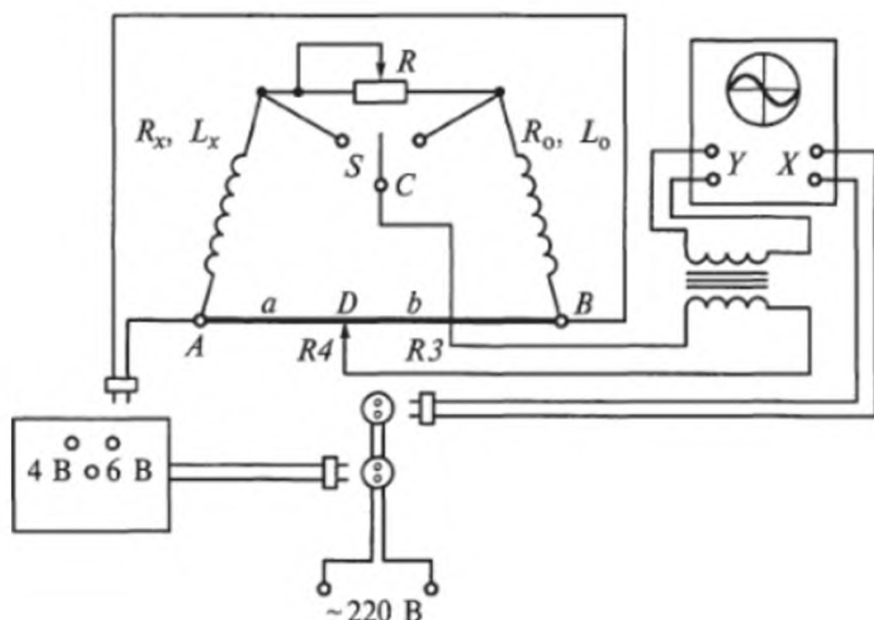 R
Rx, Lx
Ro, Lo
S
C
Y X
a D b B
A R4 R3
4 В 6 В
~220 В